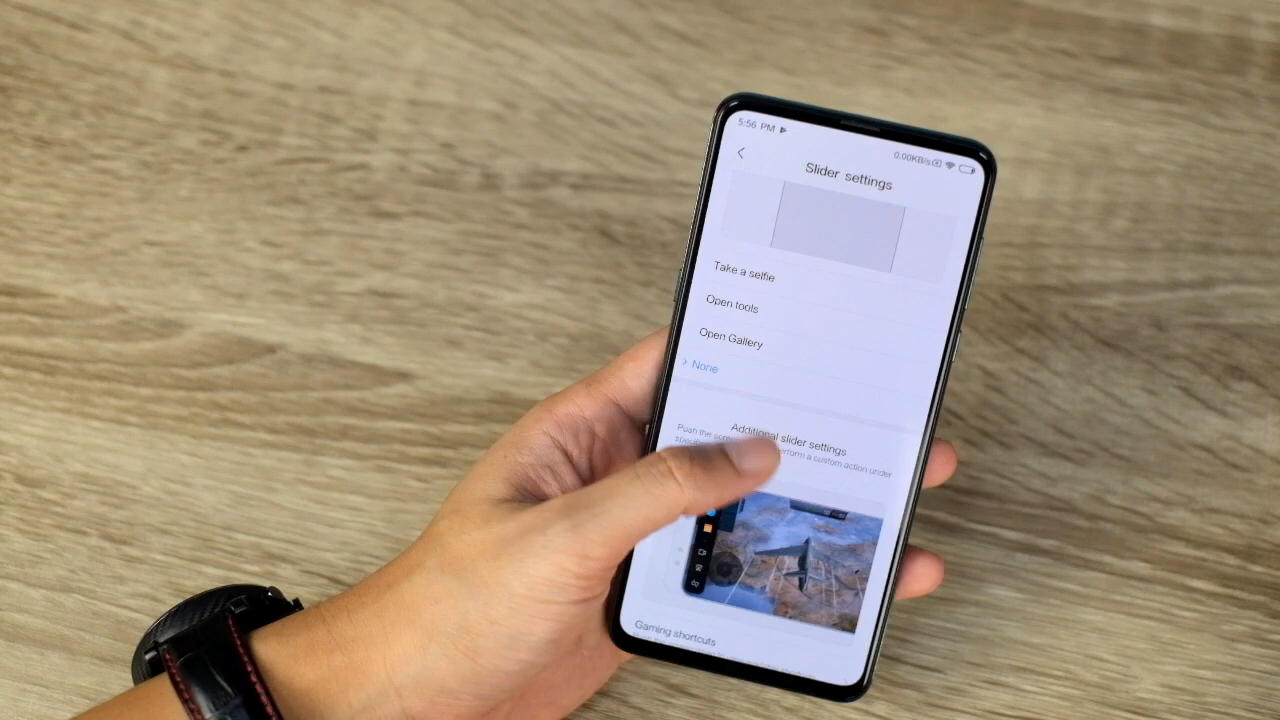 5:56 PM
0.00KB/s
Slider settings
Take a selfie
Open tools
Open Gallery
None
Additional slider settings
Push the
perform a custom action under
Gaming shortcuts